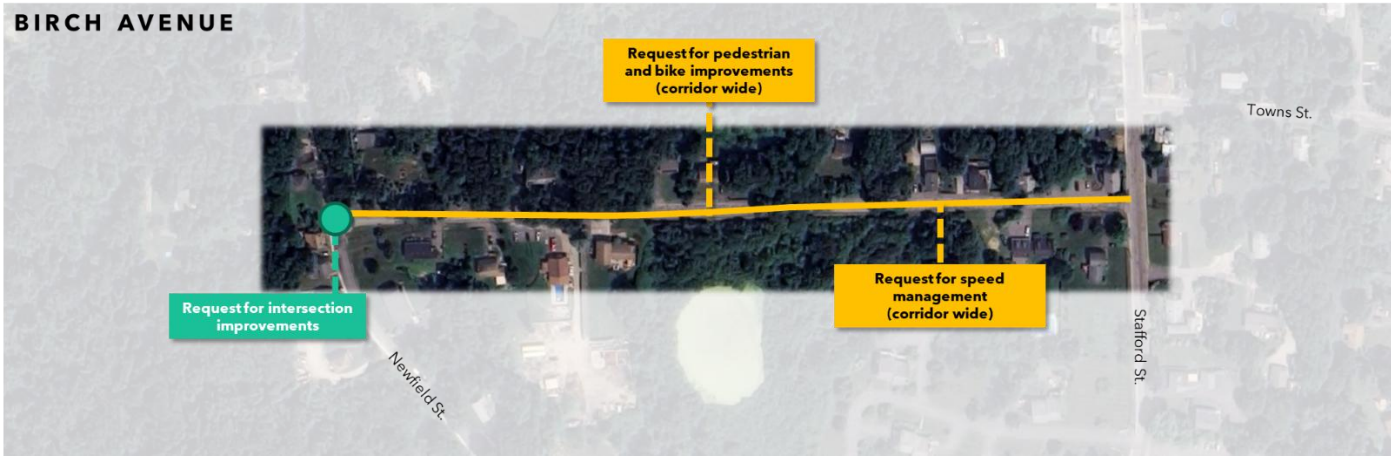 BIRCH AVENUE
Request for pedestrian
and bike improvements
(corridor wide)
Towns St.
Request for speed
management
(corridor wide)
Request for intersection
improvements
Stafford St.
Newfield St.